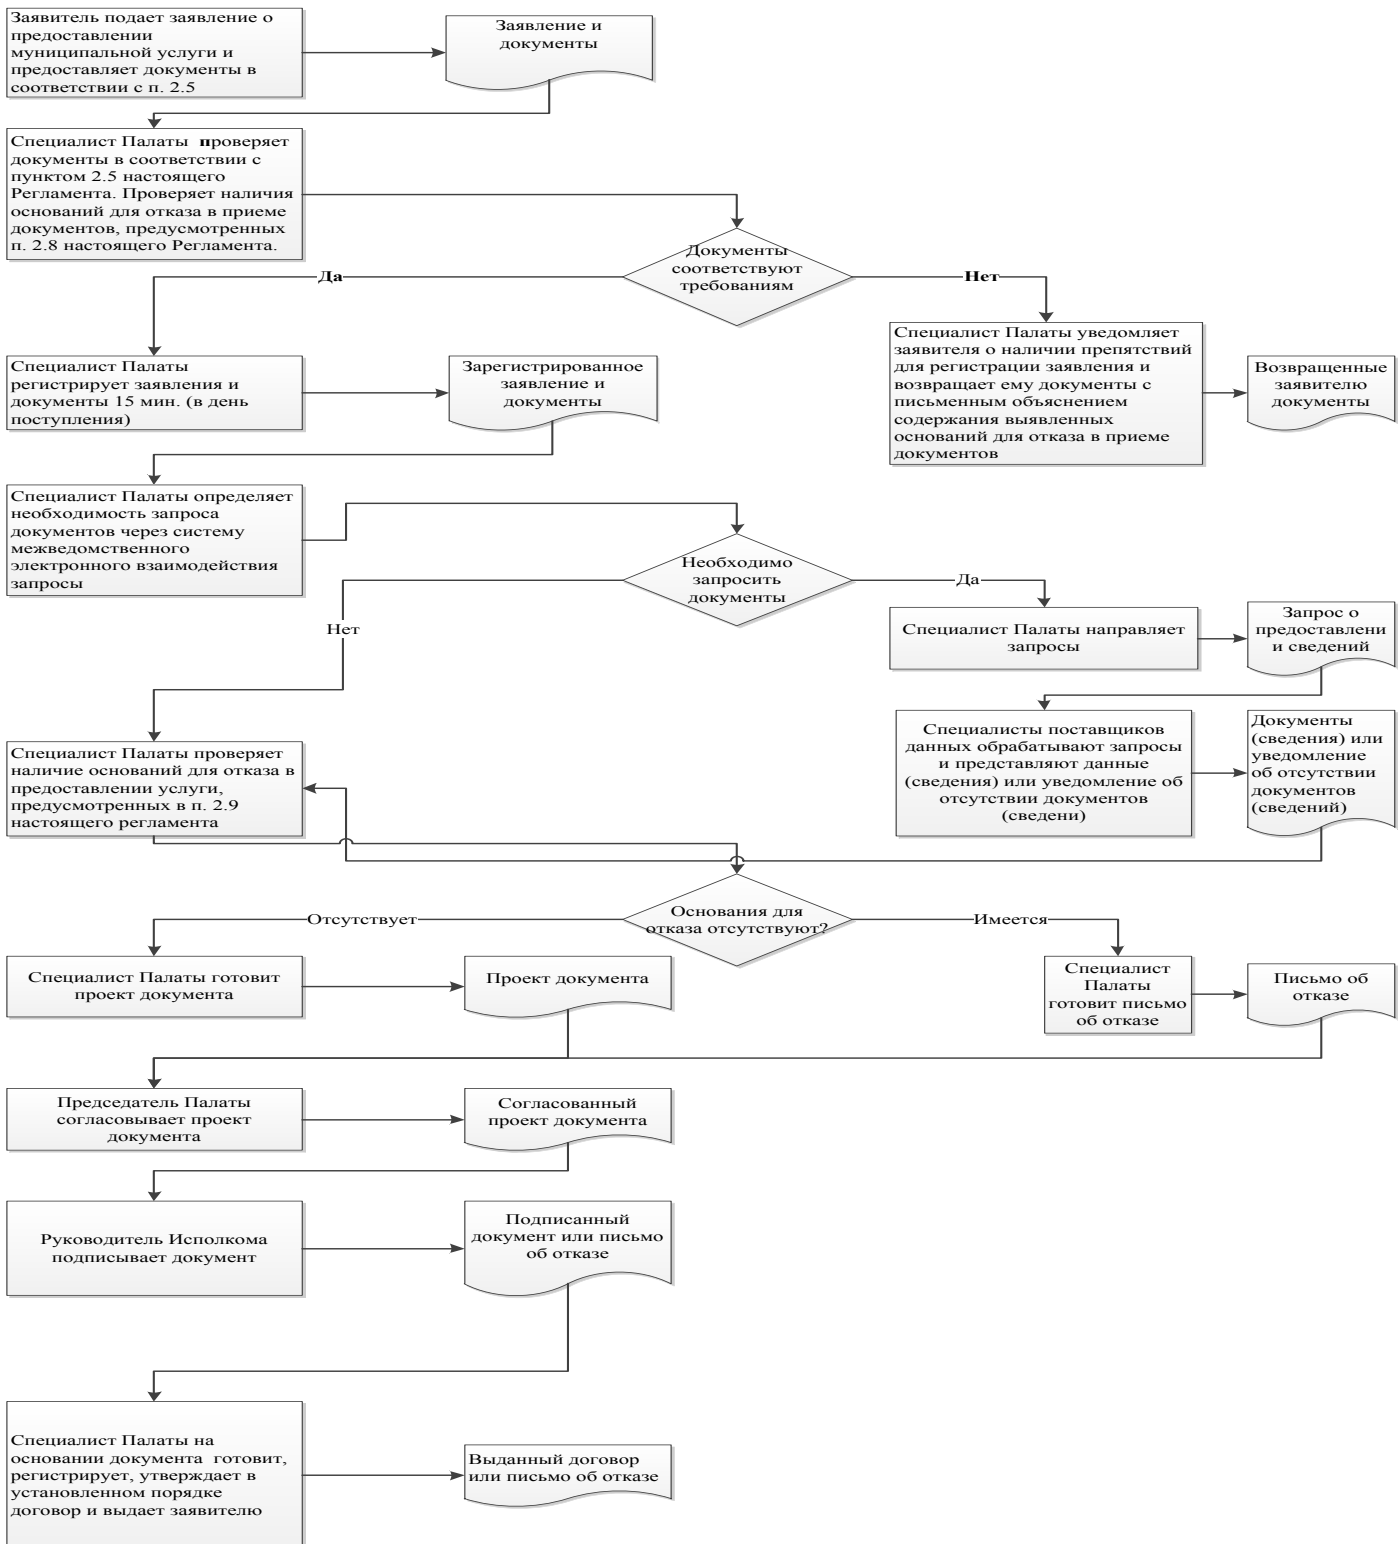 Заявитель подает заявление о
предоставлении
муниципальной услуги и
предоставляет документы в
соответствии с п. 2.5
Заявление и
документы
Специалист Палаты  проверяет
документы в соответствии с
пунктом 2.5 настоящего
Регламента. Проверяет наличия
оснований для отказа в приеме
документов, предусмотренных
п. 2.8 настоящего Регламента.
Документы
соответствуют
требованиям
Да
Нет
Специалист Палаты
регистрирует заявления и
документы 15 мин. (в день
поступления)
Зарегистрированное
заявление и
документы
Специалист Палаты уведомляет
заявителя о наличии препятствий
для регистрации заявления и
возвращает ему документы с
письменным объяснением
содержания выявленных
оснований для отказа в приеме
документов
Возвращенные
заявителю
документы
Специалист Палаты определяет
необходимость запроса
документов через систему
межведомственного
электронного взаимодействия
запросы
Необходимо
запросить
документы
Да
Нет
Специалист Палаты направляет
запросы
Запрос о
предоставлени
и сведений
Специалисты поставщиков
данных обрабатывают запросы
и представляют данные
(сведения) или уведомление об
отсутствии документов
(сведени)
Документы
(сведения) или
уведомление
об отсутствии
документов
(сведений)
Специалист Палаты проверяет
наличие оснований для отказа в
предоставлении услуги,
предусмотренных в п. 2.9
настоящего регламента
Основания для
отказа отсутствуют?
Отсутствует
Имеется
Специалист Палаты готовит
проект документа
Проект документа
Специалист
Палаты
готовит письмо
об отказе
Письмо об
отказе
Председатель Палаты
согласовывает проект
документа
Согласованный
проект документа
Руководитель Исполкома
подписывает документ
Подписанный
документ или письмо
об отказе
Специалист Палаты на
основании документа  готовит,
регистрирует, утверждает в
установленном порядке
договор и выдает заявителю
Выданный договор
или письмо об отказе